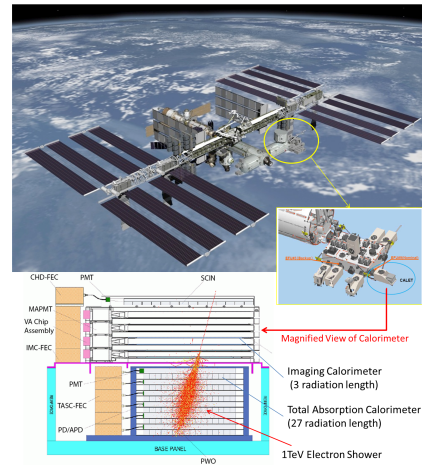 CHD-FEC
PMT
SCIN
MAPMT
VA Chip
Assembly
IMC-FEC
CALET
Magnified View of Calorimeter
Imaging Calorimeter
(3 radiation length)
PMT
TASC-FEC
PD/APD
Total Absorption Calorimeter
(27 radiation length)
1TeV Electron Shower
BASE PANEL
PWO